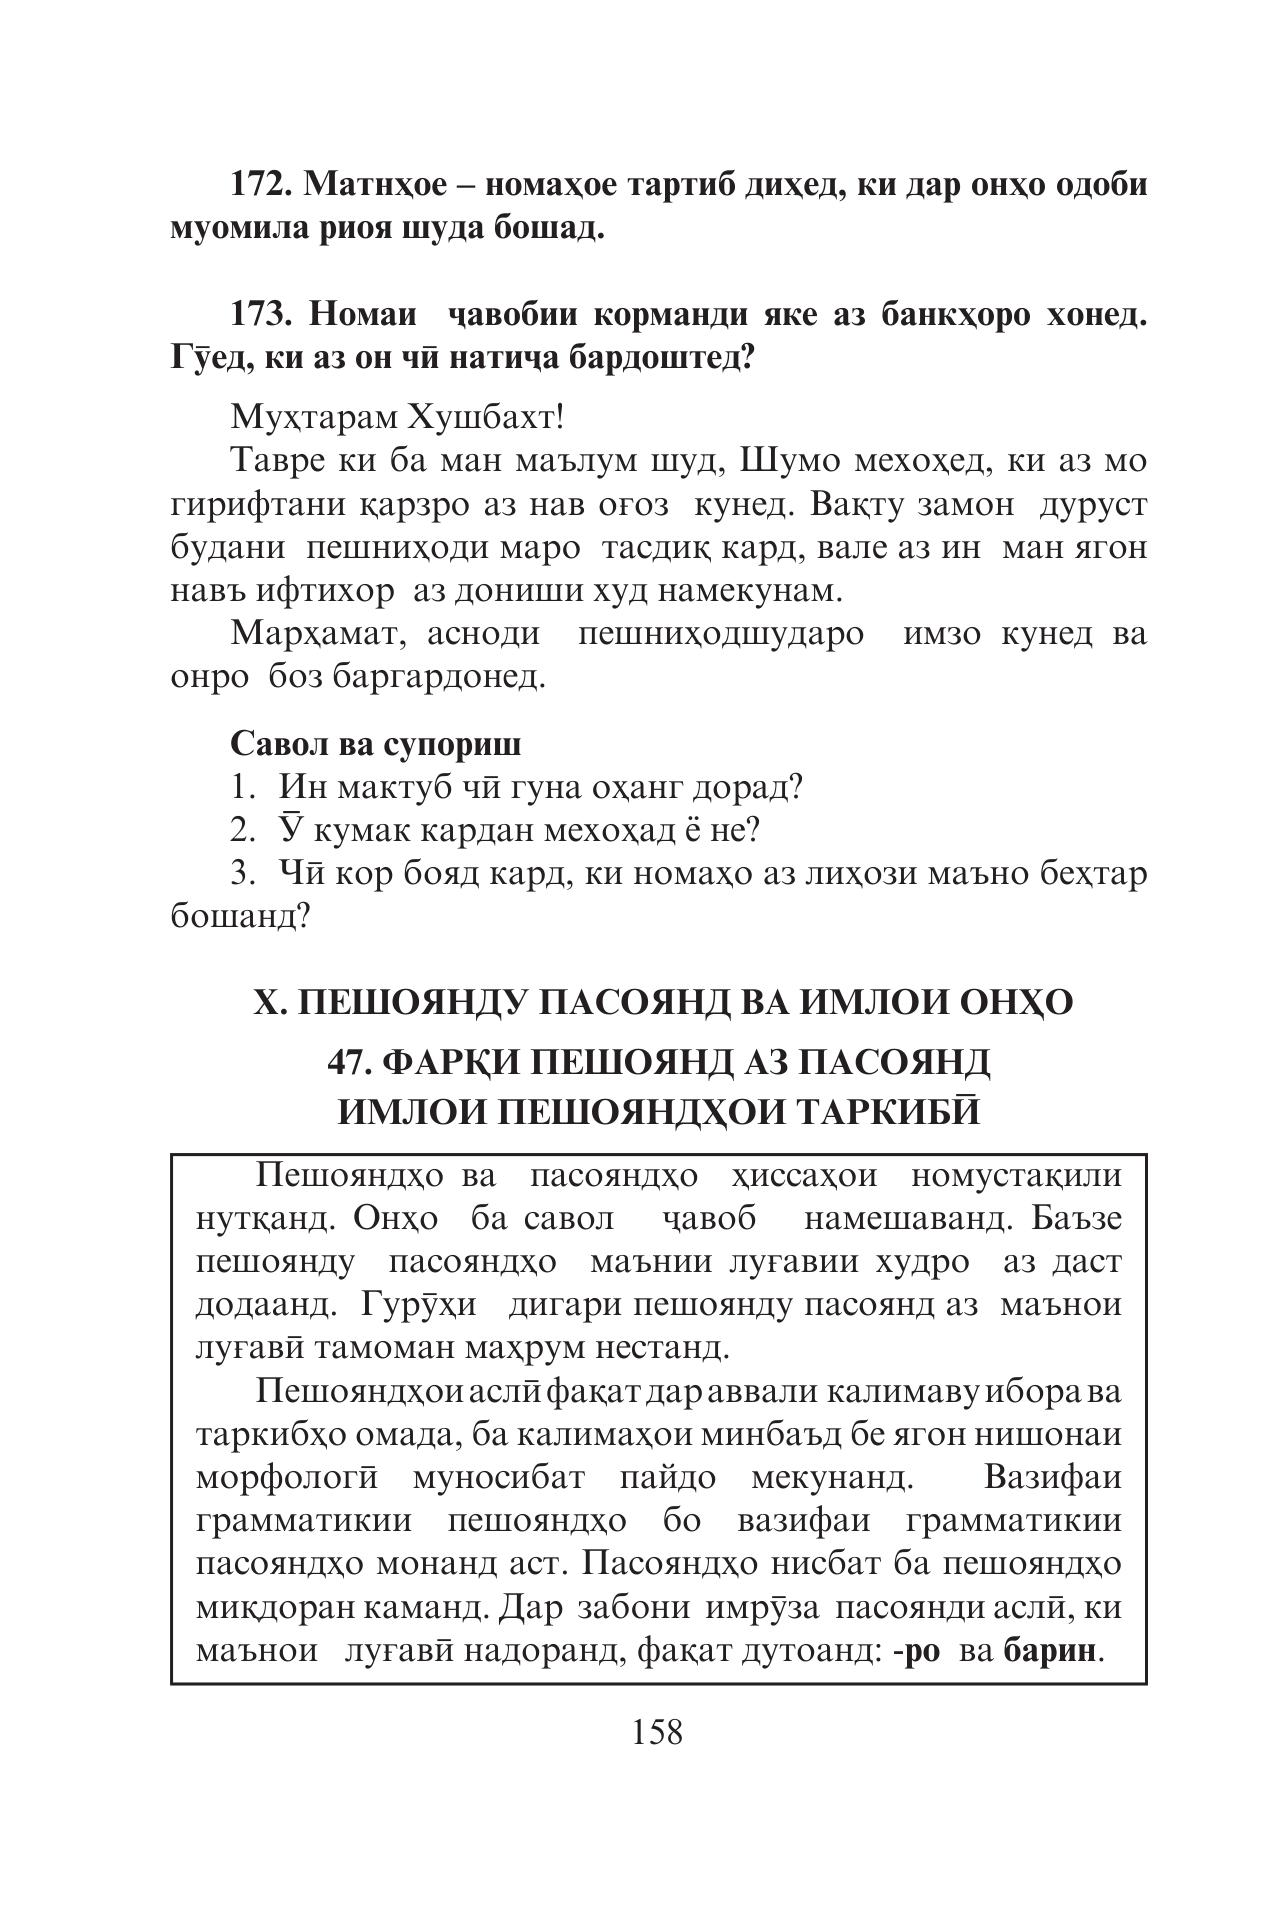 172. Матнҳое – номаҳое тартиб диҳед, ки дар онҳо одоби
муомила риоя шуда бошад.
173. Номаи ҷавобии корманди яке аз банкҳоро хонед.
Гӯед, ки аз он чӣ натиҷа бардоштед?
Муҳтарам Хушбахт!
Тавре ки ба ман маълум шуд, Шумо мехоҳед, ки аз мо
гирифтани қарзро аз нав оғоз кунед. Вақту замон дуруст
будани пешниҳоди маро тасдиқ кард, вале аз ин ман ягон
навъ ифтихор аз дониши худ намекунам.
Марҳамат, асноди пешниҳодшударо имзо кунед ва
онро боз баргардонед.
Савол ва супориш
1. Ин мактуб чӣ гуна оҳанг дорад?
2. Ӯ кумак кардан мехоҳад ё не?
3. Чӣ кор бояд кард, ки номаҳо аз лиҳози маъно беҳтар
бошанд?
X. ПЕШОЯНДУ ПАСОЯНД ВА ИМЛОИ ОНҲО
47. ФАРҚИ ПЕШОЯНД АЗ ПАСОЯНД
ИМЛОИ ПЕШОЯНДҲОИ ТАРКИБӢ
Пешояндҳо ва пасояндҳо ҳиссаҳои номустақили
нутқанд. Онҳо ба савол ҷавоб намешаванд. Баъзе
пешоянду пасояндҳо маънии луғавии худро аз даст
додаанд. Гурӯҳи дигари пешоянду пасоянд аз маънои
луғавӣ тамоман маҳрум нестанд.
Пешояндҳои аслӣ фақат дар аввали калимаву ибора ва
таркибҳо омада, ба калимаҳои минбаъд бе ягон нишонаи
морфологӣ муносибат пайдо мекунанд. Вазифаи
грамматикии пешояндҳо бо вазифаи грамматикии
пасояндҳо монанд аст. Пасояндҳо нисбат ба пешояндҳо
миқдоран каманд. Дар забони имрӯза пасоянди аслӣ, ки
маънои луғавӣ надоранд, фақат дутоанд: -ро ва барин.
158